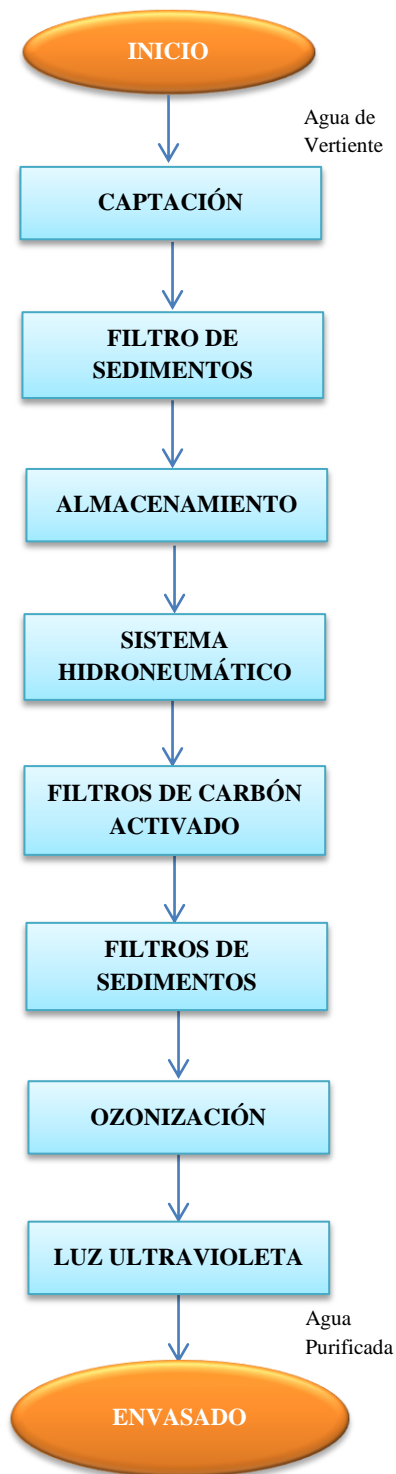 INICIO
Agua de
Vertiente
CAPTACIÓN
FILTRO DE
SEDIMENTOS
ALMACENAMIENTO
SISTEMA
HIDRONEUMÁTICO
FILTROS DE CARBÓN
ACTIVADO
FILTROS DE
SEDIMENTOS
OZONIZACIÓN
LUZ ULTRAVIOLETA
Agua
Purificada
ENVASADO